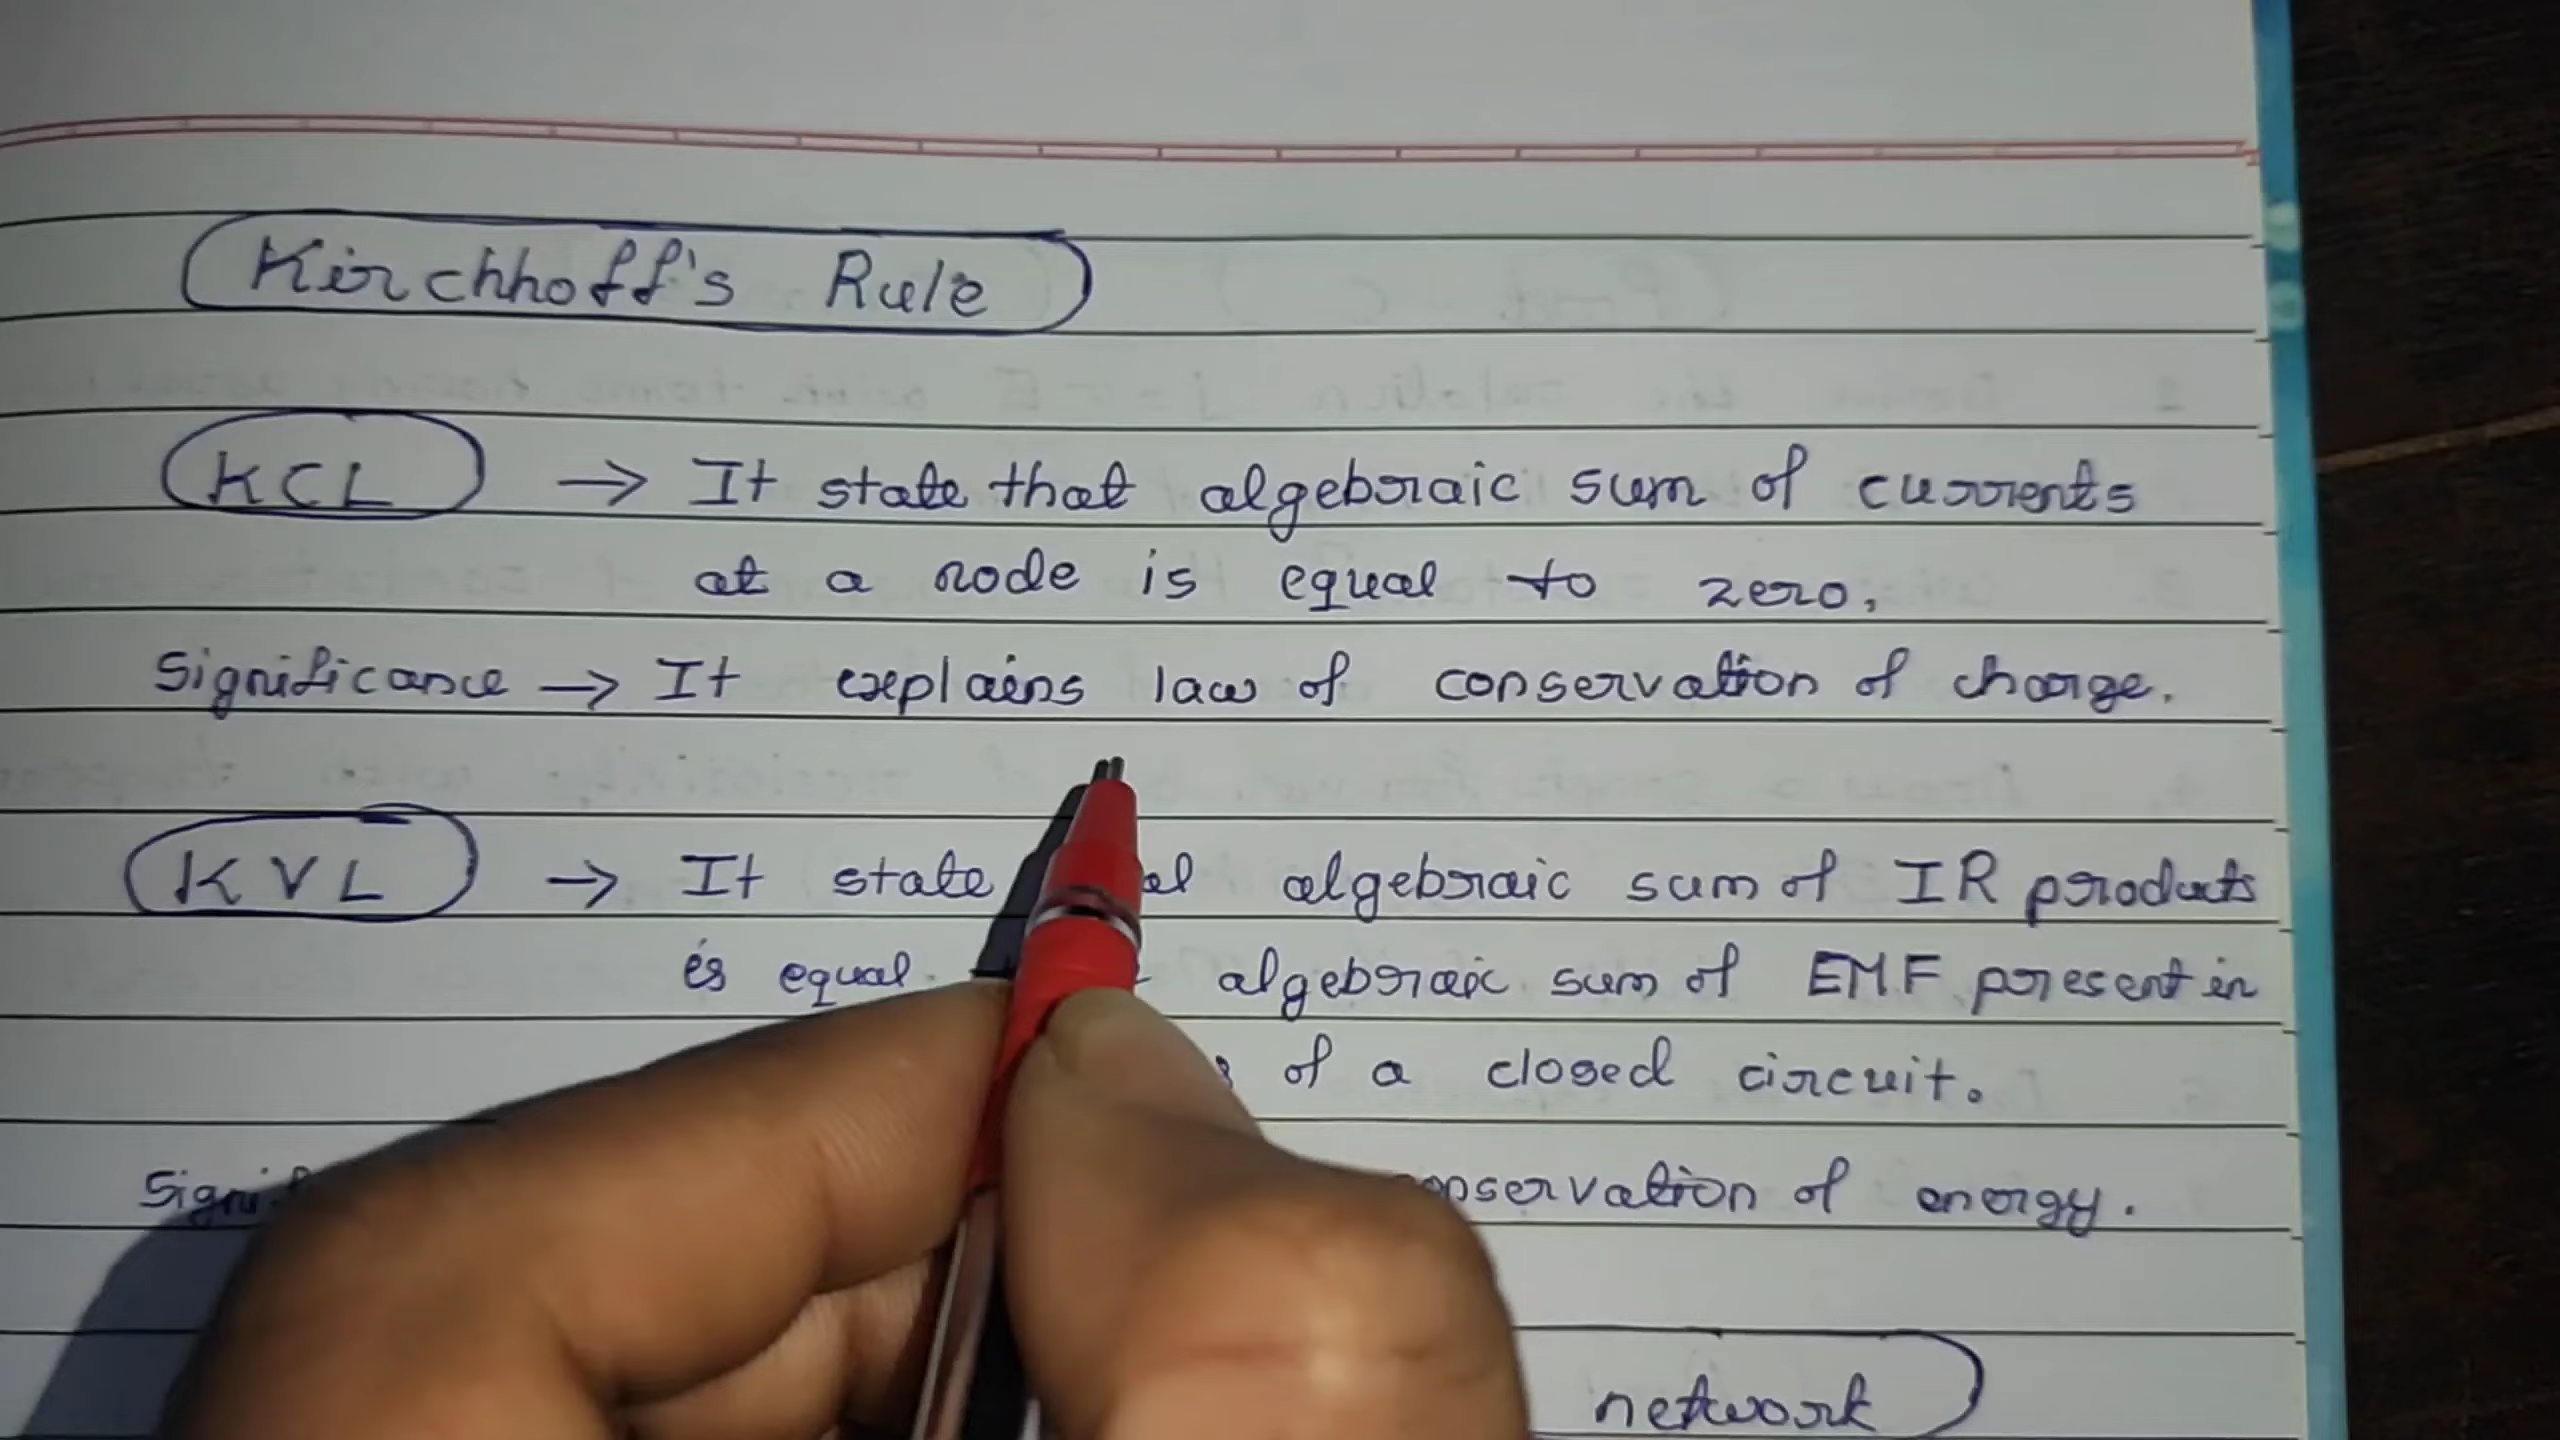 Kirchhoff's Rule
KCL → It state that algebraic sum of currents
at a node is equal to zero.
Significance → It explains law of conservation of charge.
KVL → It state algebraic sum of IR products
is equal algebraic sum of EMF present in
of a closed circuit.
conservation of energy.
network